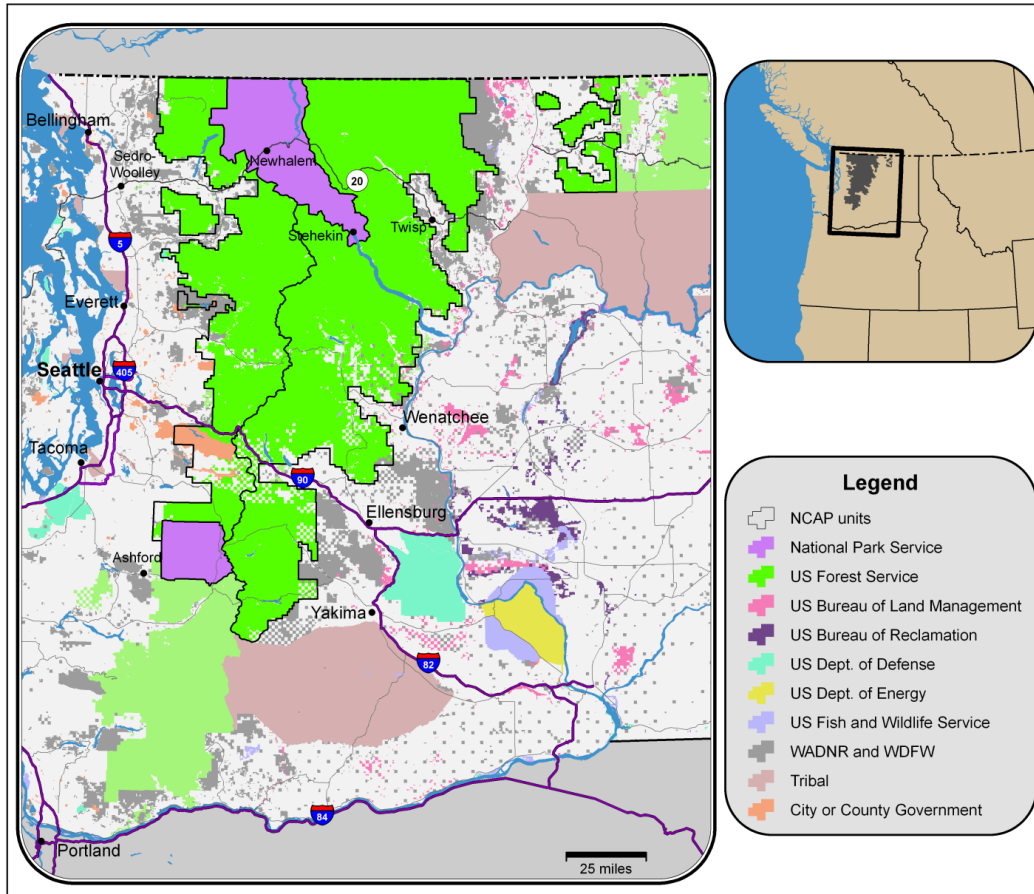 Bellingham
Sedro-
Woolley
Newhalem
20
Stehekin
Twisp
5
Everett
Seattle
405
Wenatchee
Tacoma
90
Ellensburg
Ashford
Yakima
82
84
Portland
25 miles
Legend
NCAP units
National Park Service
US Forest Service
US Bureau of Land Management
US Bureau of Reclamation
US Dept. of Defense
US Dept. of Energy
US Fish and Wildlife Service
WADNR and WDFW
Tribal
City or County Government